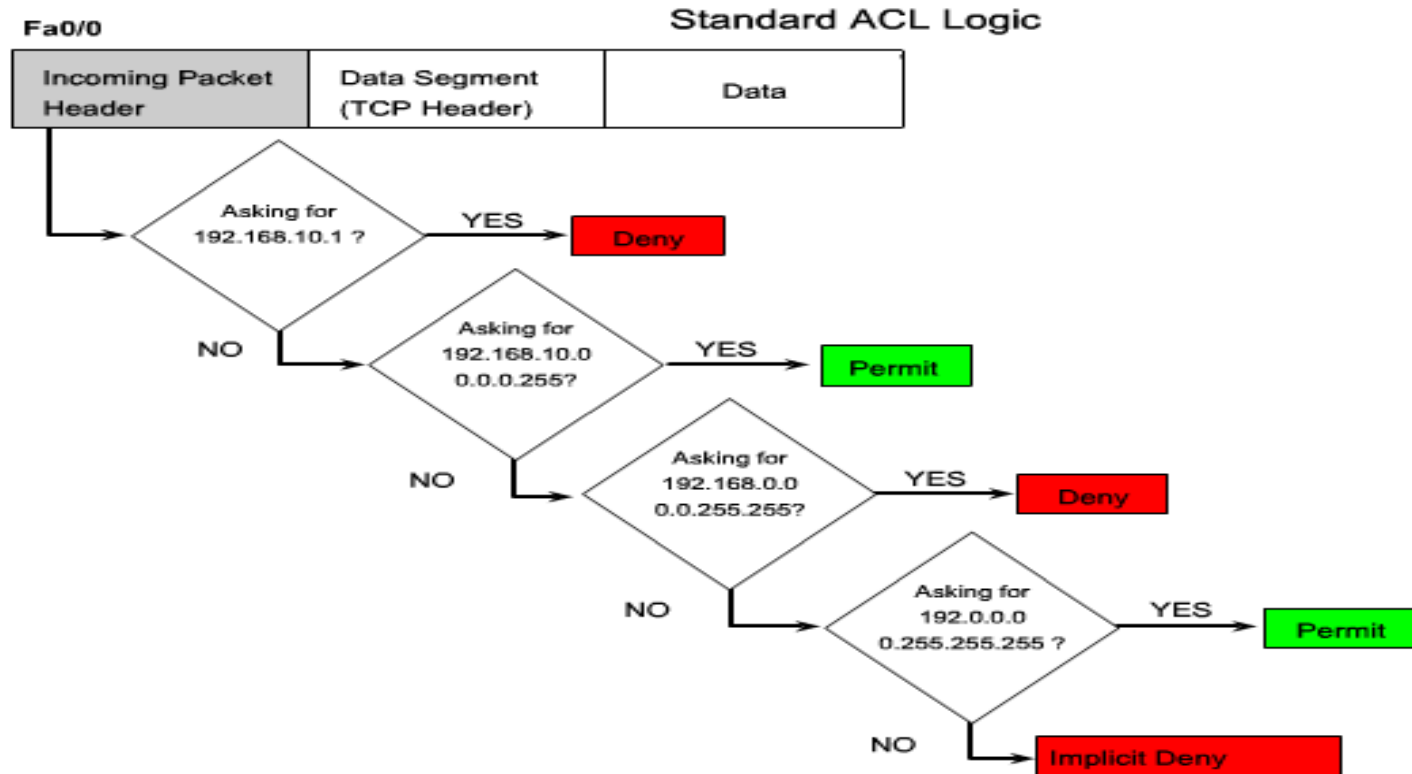 Standard ACL Logic
Fa0/0
Incoming Packet
Header
Data Segment
(TCP Header)
Data
Asking for
192.168.10.1 ?
YES
Deny
NO
Asking for
192.168.10.0
0.0.0.255?
YES
Permit
NO
Asking for
192.168.0.0
0.0.255.255?
YES
Deny
NO
Asking for
192.0.0.0
0.255.255.255 ?
YES
Permit
NO
Implicit Deny